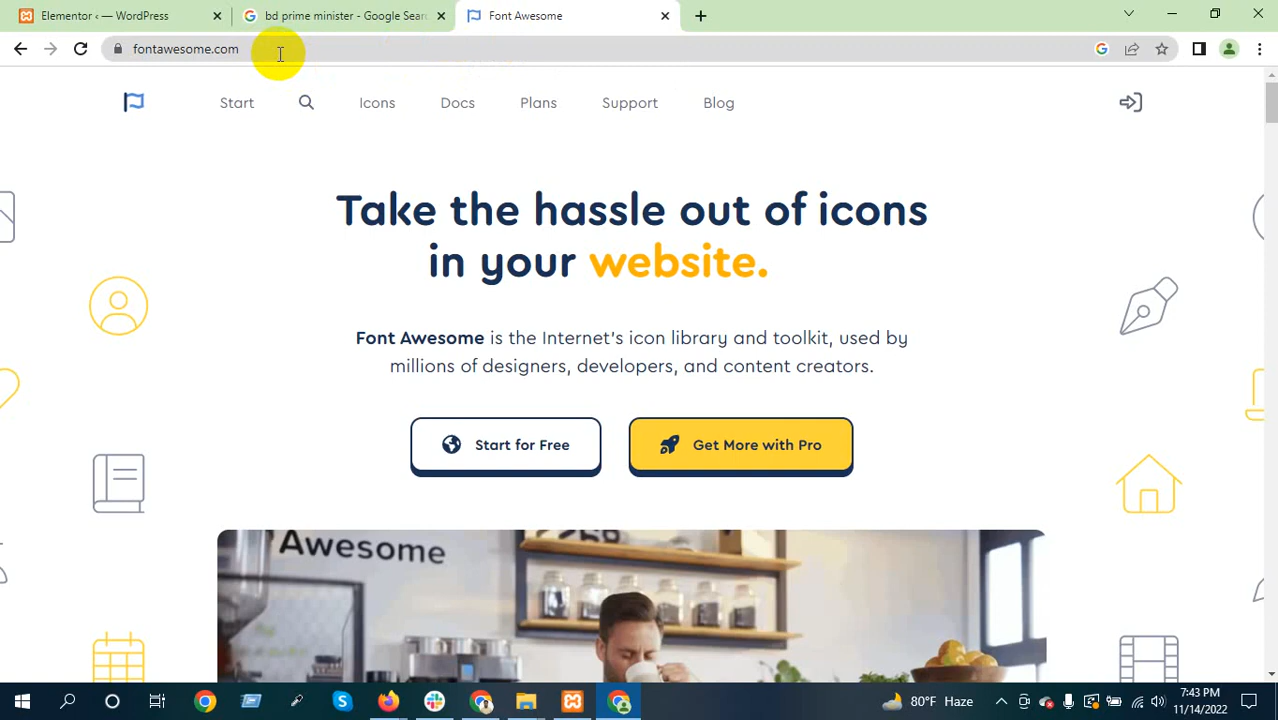 Elementor ‹ — WordPress
bd prime minister - Google Sear
Font Awesome
fontawesome.com
Start
Icons
Docs
Plans
Support
Blog
Take the hassle out of icons
in your website.
Font Awesome is the Internet's icon library and toolkit, used by
millions of designers, developers, and content creators.
Start for Free
Get More with Pro
Awesome
80°F Haze
7:43 PM
11/14/2022